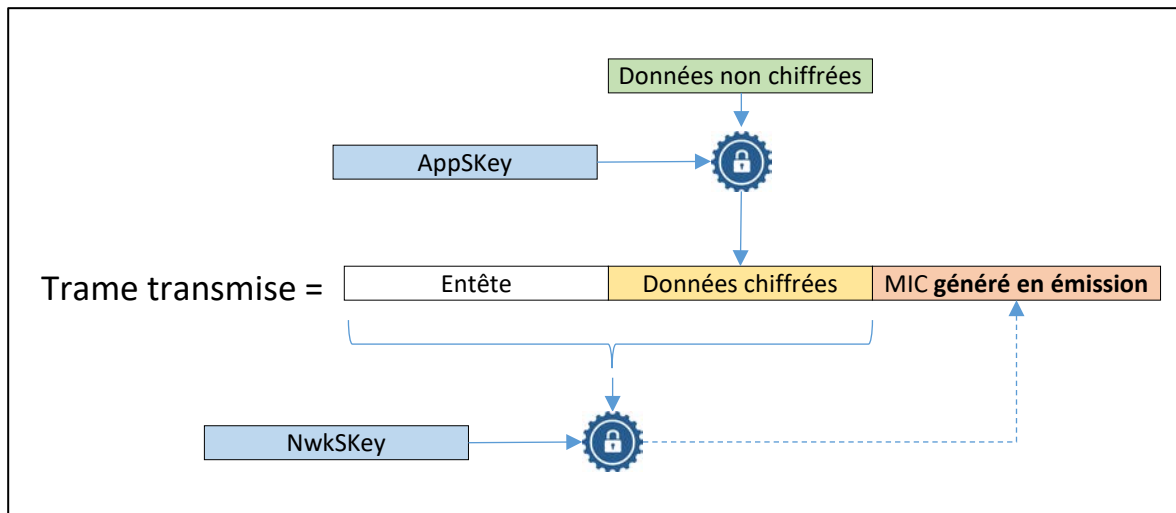 Données non chiffrées
AppSKey
Trame transmise =
Entête
Données chiffrées
MIC généré en émission
NwkSKey